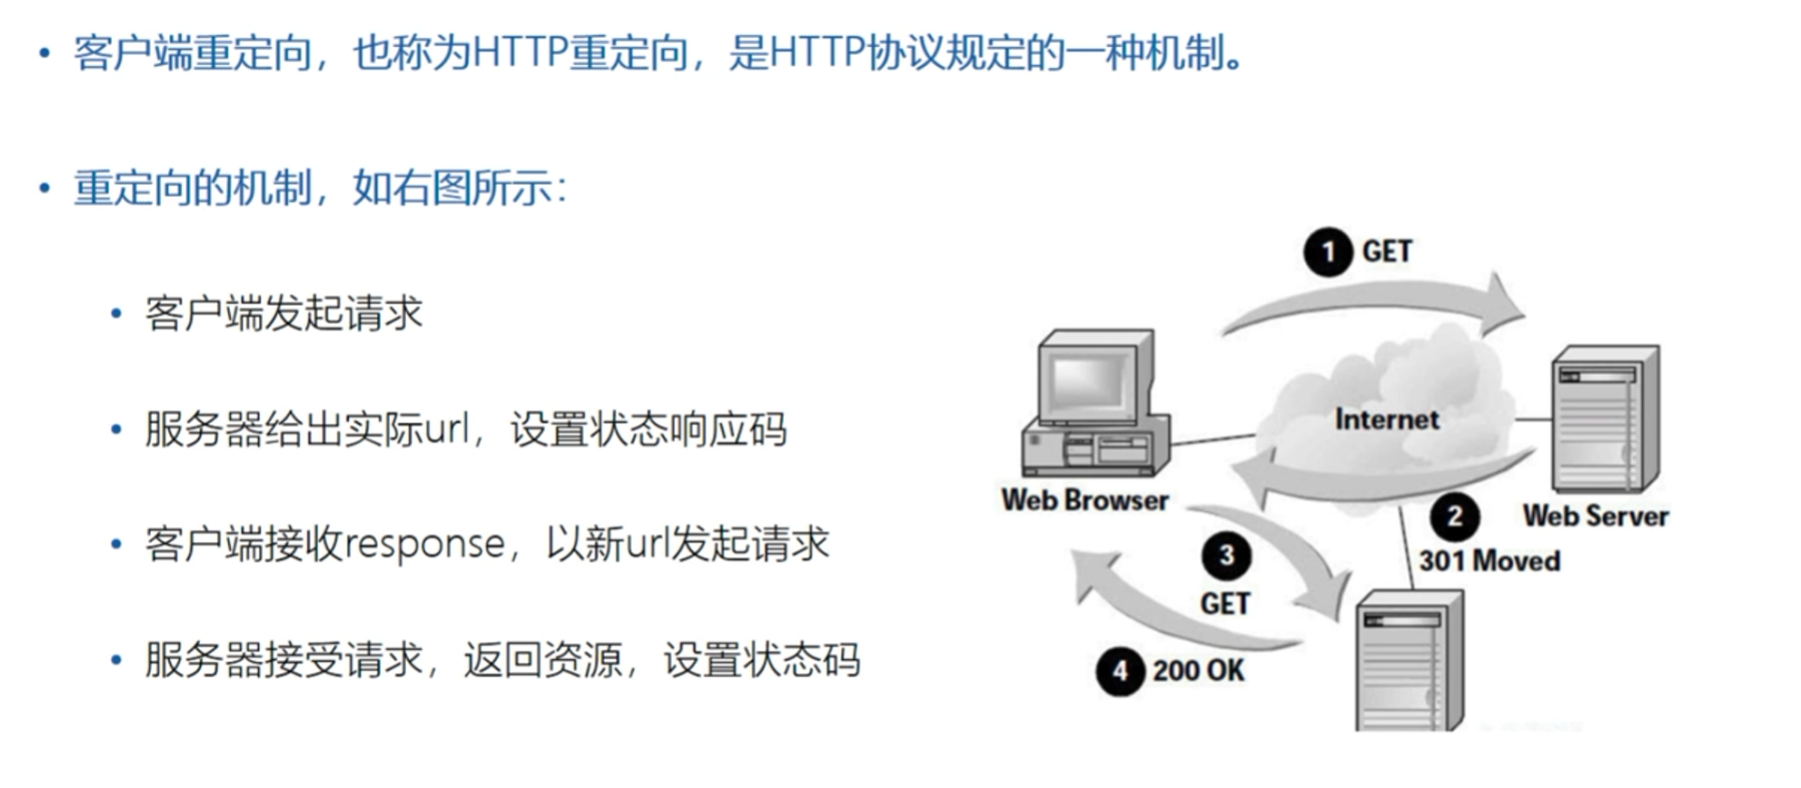 • 客户端重定向，也称为HTTP重定向，是HTTP协议规定的一种机制。
• 重定向的机制，如右图所示：
• 客户端发起请求
• 服务器给出实际url，设置状态响应码
• 客户端接收response，以新url发起请求
• 服务器接受请求，返回资源，设置状态码
1 GET
Internet
Web Browser
Web Server
2
301 Moved
3
GET
4 200 OK